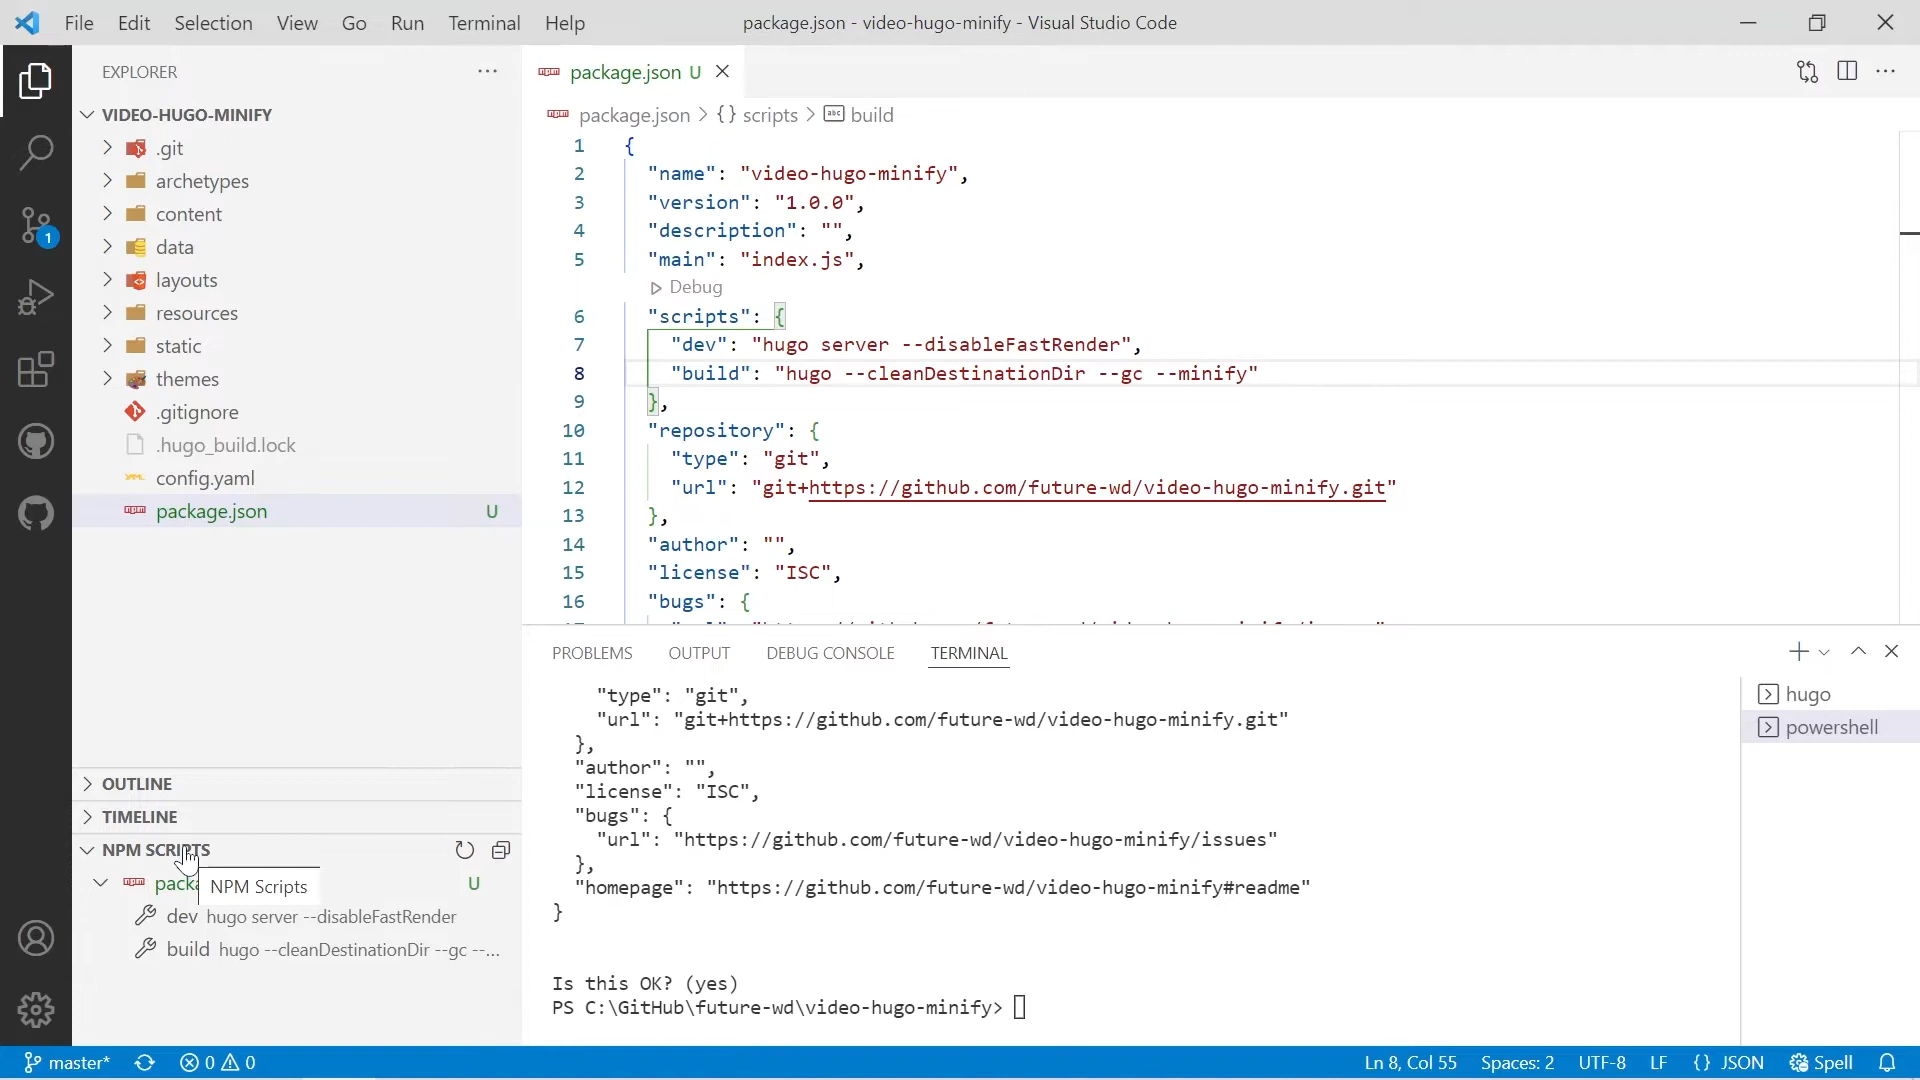 File Edit Selection View Go Run Terminal Help
package.json - video-hugo-minify - Visual Studio Code
EXPLORER
VIDEO-HUGO-MINIFY
.git
archetypes
content
data
layouts
resources
static
themes
.gitignore
.hugo_build.lock
config.yaml
package.json U
OUTLINE
TIMELINE
NPM SCRIPTS
U
NPM Scripts
dev hugo server --disableFastRender
build hugo --cleanDestinationDir --gc --...
1
package.json U
package.json > {} scripts > abc build
1 {
2 "name": "video-hugo-minify",
3 "version": "1.0.0",
4 "description": "",
5 "main": "index.js",
Debug
6 "scripts": {
7 "dev": "hugo server --disableFastRender",
8 "build": "hugo --cleanDestinationDir --gc --minify"
9 },
10 "repository": {
11 "type": "git",
12 "url": "git+https://github.com/future-wd/video-hugo-minify.git"
13 },
14 "author": "",
15 "license": "ISC",
16 "bugs": {
PROBLEMS OUTPUT DEBUG CONSOLE TERMINAL
"type": "git",
"url": "git+https://github.com/future-wd/video-hugo-minify.git"
},
"author": "",
"license": "ISC",
"bugs": {
"url": "https://github.com/future-wd/video-hugo-minify/issues"
},
"homepage": "https://github.com/future-wd/video-hugo-minify#readme"
}
Is this OK? (yes)
PS C:\GitHub\future-wd\video-hugo-minify>
hugo
powershell
master* 0 0
Ln 8, Col 55 Spaces: 2 UTF-8 LF {} JSON Spell